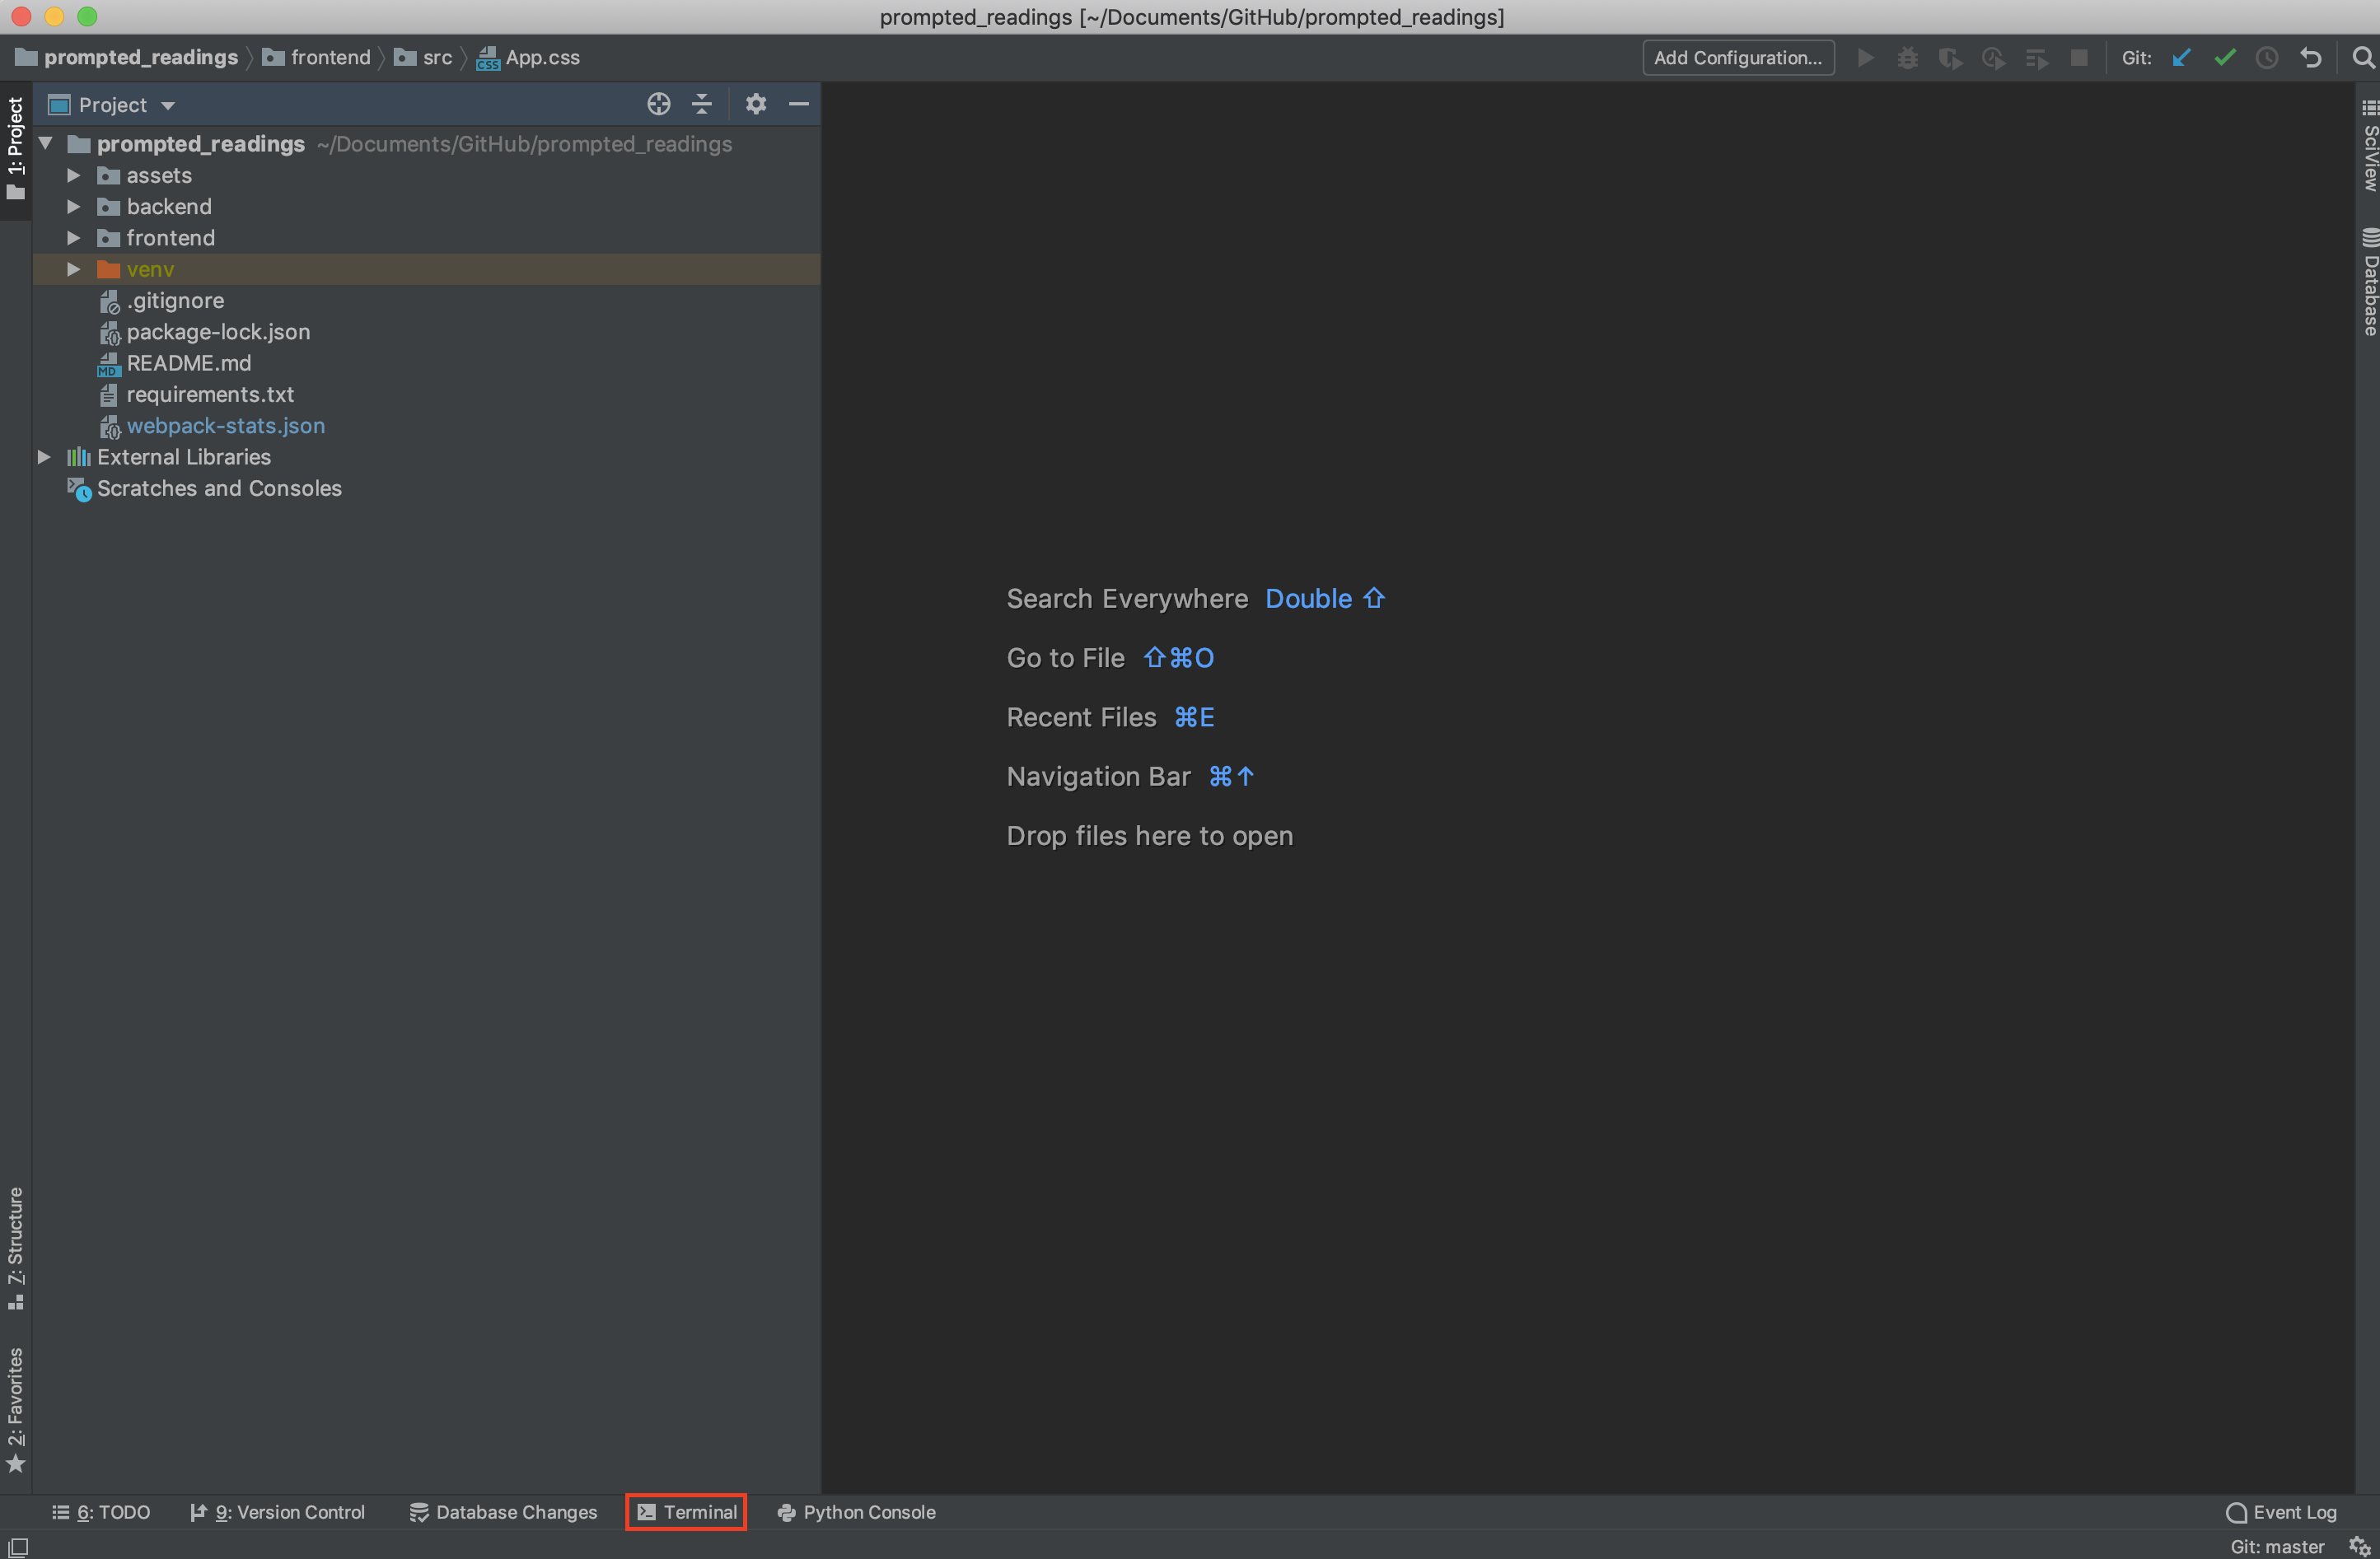 prompted_readings [~/Documents/GitHub/prompted_readings]
prompted_readings frontend src App.css
Add Configuration... Git:
1: Project
Project
prompted_readings ~/Documents/GitHub/prompted_readings
assets
backend
frontend
venv
.gitignore
package-lock.json
README.md
requirements.txt
webpack-stats.json
External Libraries
Scratches and Consoles
Search Everywhere Double ⇧
Go to File ⇧⌘O
Recent Files ⌘E
Navigation Bar ⌘↑
Drop files here to open
SciView
Database
7: Structure
2: Favorites
6: TODO 9: Version Control Database Changes Terminal Python Console Event Log
Git: master